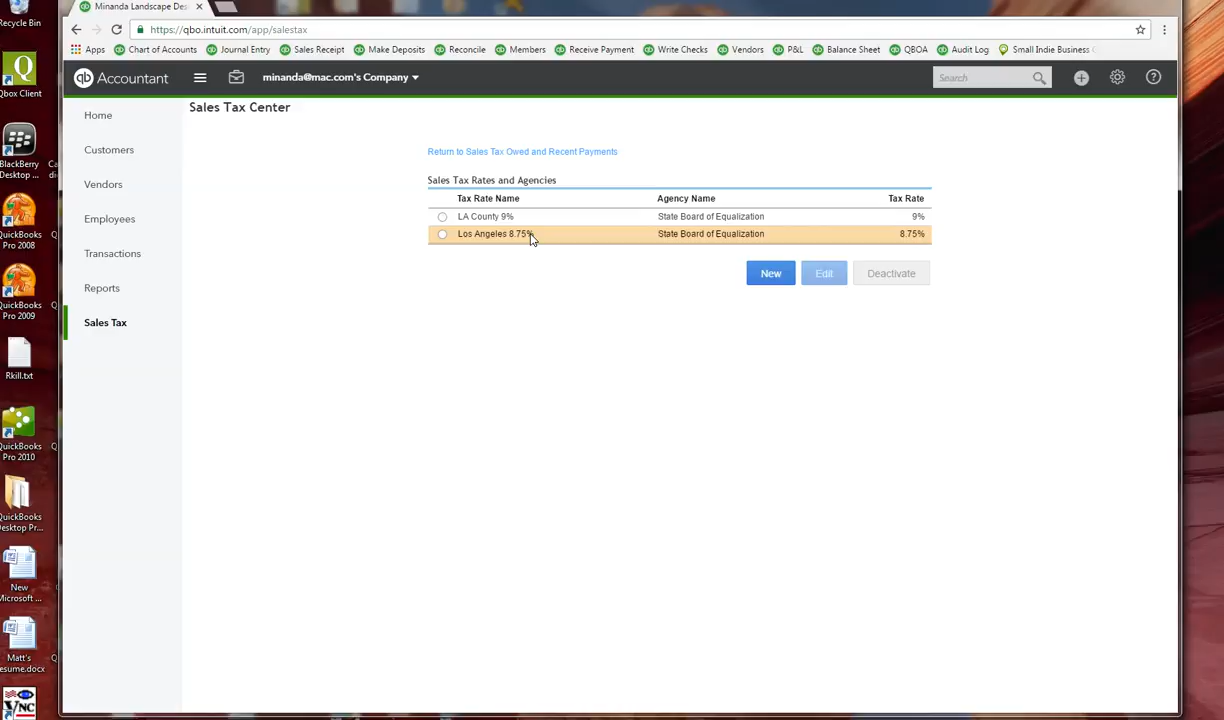 Recycle Bin
Qbox Client
BlackBerry
Desktop ...
QuickBooks
Pro 2008
QuickBooks
Pro 2009
Rkill.txt
QuickBooks
Pro 2010
QuickBooks
Desktop Pr...
New
Microsoft ...
Matt's
esume.docx
VNC
Minanda Landscape Des
https://qbo.intuit.com/app/salestax
Apps Chart of Accounts Journal Entry Sales Receipt Make Deposits Reconcile Members Receive Payment Write Checks Vendors P&L Balance Sheet QBOA Audit Log Small Indie Business
qb Accountant minanda@mac.com's Company Search
Home
Customers
Vendors
Employees
Transactions
Reports
Sales Tax
Sales Tax Center
Return to Sales Tax Owed and Recent Payments
Sales Tax Rates and Agencies
Tax Rate Name Agency Name Tax Rate
LA County 9% State Board of Equalization 9%
Los Angeles 8.75% State Board of Equalization 8.75%
New Edit Deactivate